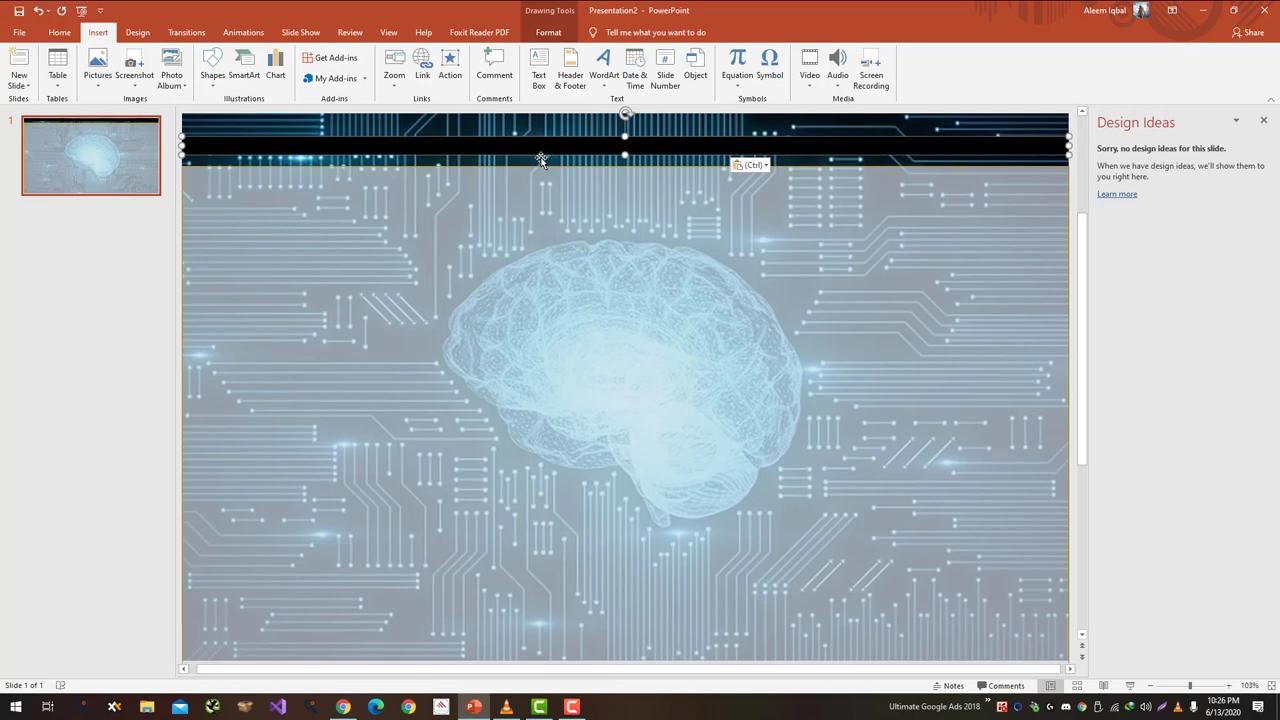 Drawing Tools
Presentation2 - PowerPoint
Aleem Iqbal
File
Home
Insert
Design
Transitions
Animations
Slide Show
Review
View
Help
Foxit Reader PDF
Format
Tell me what you want to do
Share
New Slide
Table
Pictures
Screenshot
Photo Album
Shapes
SmartArt
Chart
Get Add-ins
My Add-ins
Zoom
Link
Action
Comment
Text Box
Header & Footer
WordArt
Date & Time
Slide Number
Object
Equation
Symbol
Video
Audio
Screen Recording
Slides
Tables
Images
Illustrations
Add-ins
Links
Comments
Text
Symbols
Media
1
(Ctrl)
Design Ideas
Sorry, no design ideas for this slide.
When we have design ideas, we'll show them
to you right here.
Learn more
Slide 1 of 1
Notes
Comments
103%
Ultimate Google Ads 2018
10:26 PM
6/13/2020